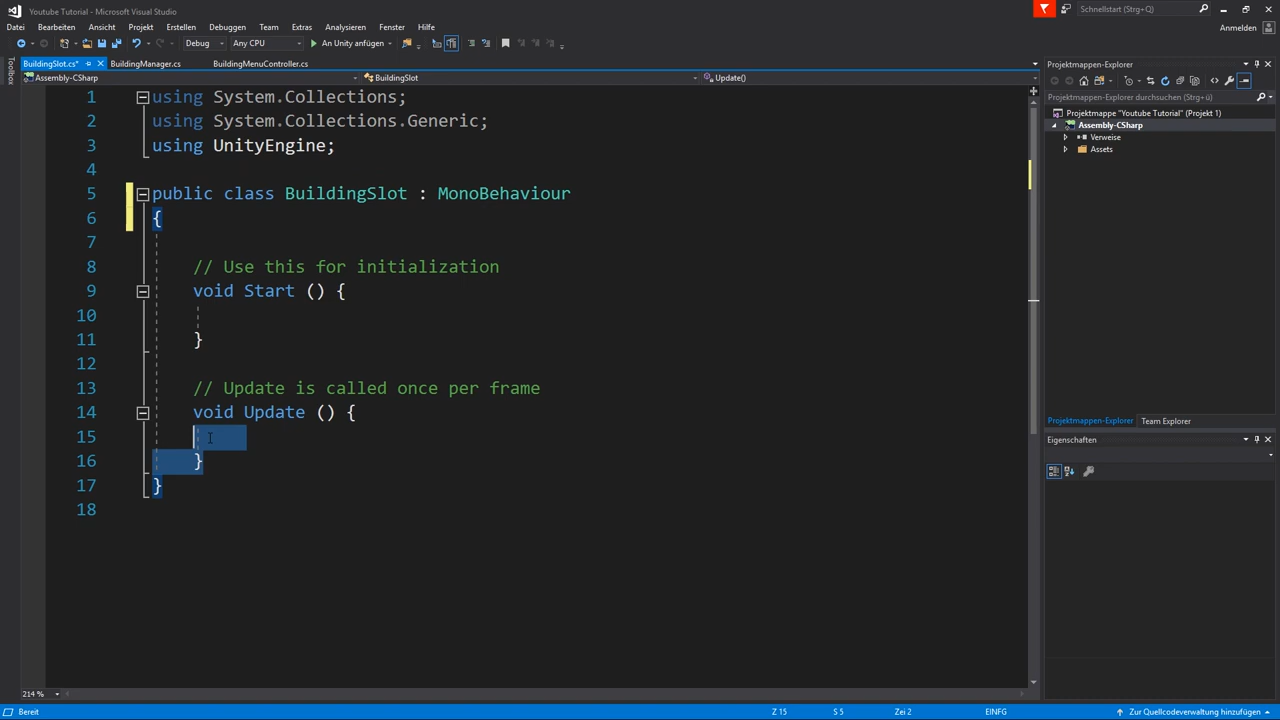 Youtube Tutorial - Microsoft Visual Studio
Schnellstart (Strg+Q)
Datei Bearbeiten Ansicht Projekt Erstellen Debuggen Team Extras Analysieren Fenster Hilfe
Anmelden
Debug Any CPU An Unity anfügen
Toolbox
BuildingSlot.cs* BuildingManager.cs BuildingMenuController.cs
Assembly-CSharp BuildingSlot Update()
1 using System.Collections;
2 using System.Collections.Generic;
3 using UnityEngine;
4
5 public class BuildingSlot : MonoBehaviour
6 {
7
8 // Use this for initialization
9 void Start () {
10
11 }
12
13 // Update is called once per frame
14 void Update () {
15
16 }
17 }
18
214 %
Projektmappen-Explorer
Projektmappen-Explorer durchsuchen (Strg+ü)
Projektmappe "Youtube Tutorial" (Projekt 1)
Assembly-CSharp
Verweise
Assets
Projektmappen-Explorer Team Explorer
Eigenschaften
Bereit Z 15 S 5 Zei 2 EINFG Zur Quellcodeverwaltung hinzufügen